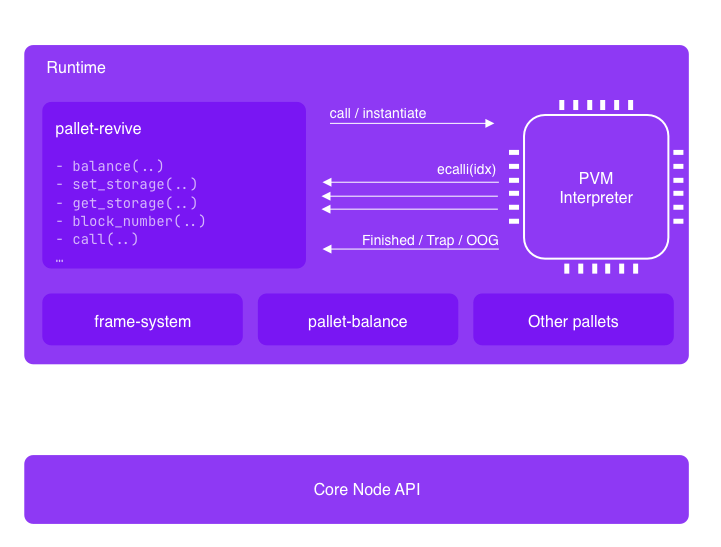 Runtime
pallet-revive
- balance(..)
- set_storage(..)
- get_storage(..)
- block_number(..)
- call(..)
…
call / instantiate
ecalli(idx)
Finished / Trap / OOG
PVM
Interpreter
frame-system
pallet-balance
Other pallets
Core Node API